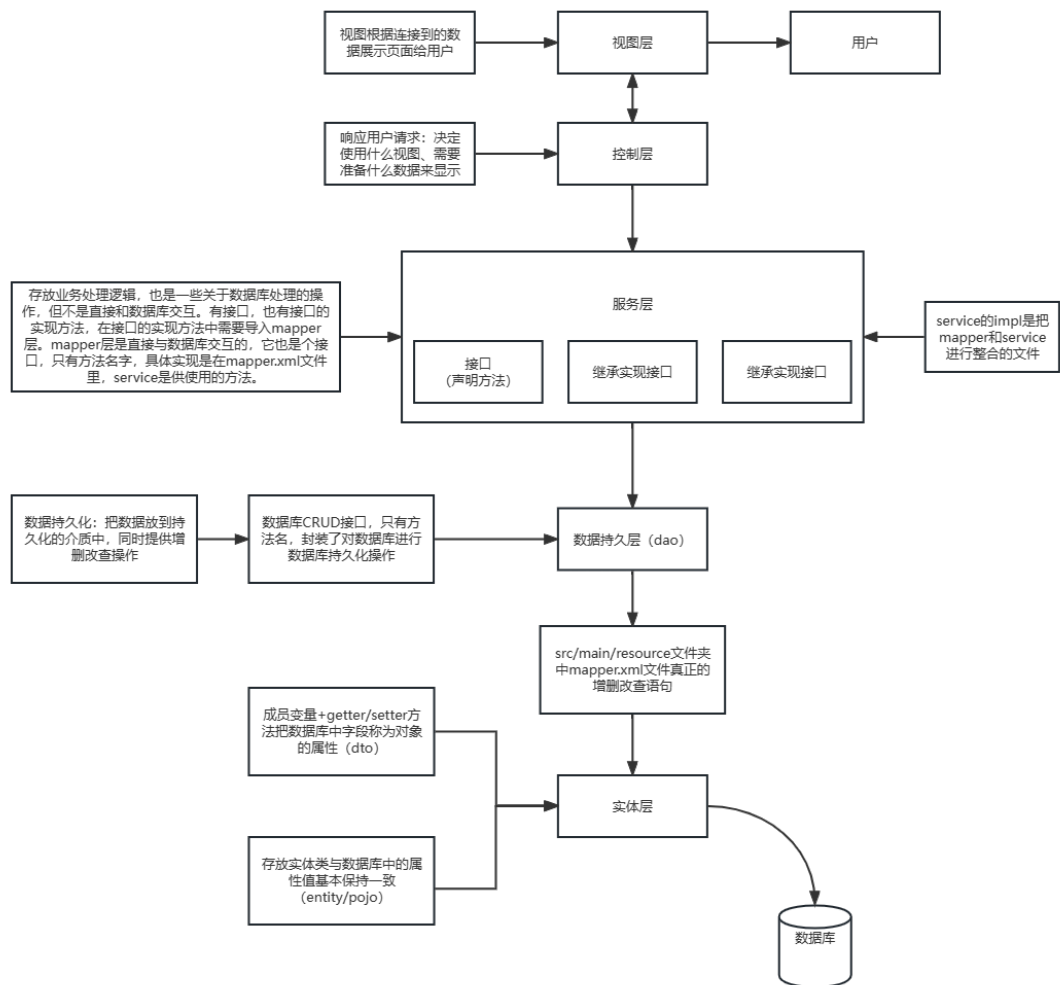 视图根据连接到的数
据展示页面给用户
视图层
用户
响应用户请求：决定
使用什么视图、需要
准备什么数据来显示
控制层
存放业务处理逻辑，也是一些关于数据库处理的操
作，但不是直接和数据库交互。有接口，也有接口的
实现方法，在接口的实现方法中需要导入mapper
层。mapper层是直接与数据库交互的，它也是个接
口，只有方法名字，具体实现是在mapper.xml文件
里，service是供使用的方法。
服务层
接口
（声明方法）
继承实现接口
继承实现接口
service的impl是把
mapper和service
进行整合的文件
数据持久化：把数据放到持
久化的介质中，同时提供增
删改查操作
数据库CRUD接口，只有方
法名，封装了对数据库进行
数据库持久化操作
数据持久层（dao）
src/main/resource文件夹
中mapper.xml文件真正的
增删改查语句
成员变量+getter/setter方
法把数据库中字段称为对象
的属性（dto）
实体层
存放实体类与数据库中的属
性值基本保持一致
（entity/pojo）
数据库